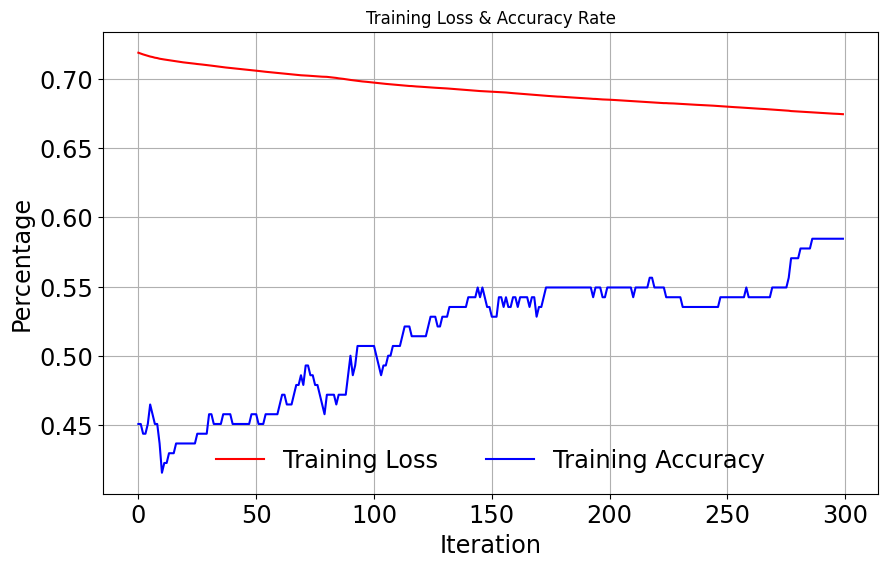 Training Loss & Accuracy Rate
Percentage
0.70
0.65
0.60
0.55
0.50
0.45
Training Loss
Training Accuracy
0 50 100 150 200 250 300
Iteration